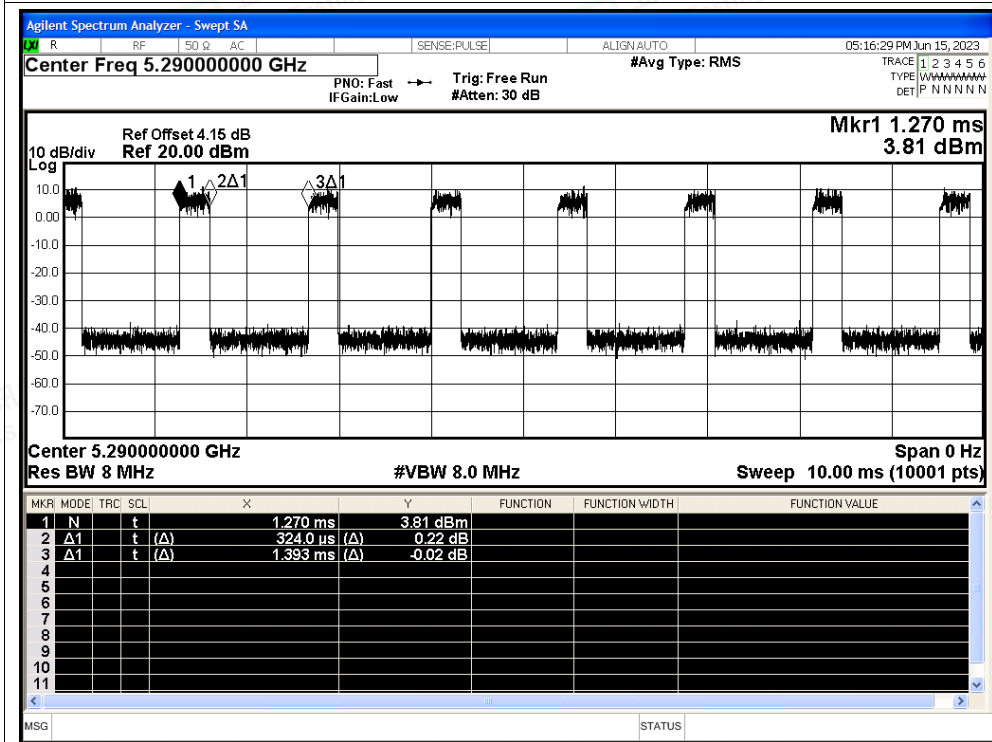 Agilent Spectrum Analyzer - Swept SA
LXI R RF 50 Ω AC SENSE:PULSE ALIGN AUTO 05:16:29 PM Jun 15, 2023
Center Freq 5.290000000 GHz #Avg Type: RMS TRACE 1 2 3 4 5 6
PNO: Fast Trig: Free Run TYPE W
IFGain:Low #Atten: 30 dB DET P N N N N N
Mkr1 1.270 ms
Ref Offset 4.15 dB
10 dB/div Ref 20.00 dBm 3.81 dBm
Log
1 2Δ1 3Δ1
10.0
0.00
-10.0
-20.0
-30.0
-40.0
-50.0
-60.0
-70.0
Center 5.290000000 GHz Span 0 Hz
Res BW 8 MHz #VBW 8.0 MHz Sweep 10.00 ms (10001 pts)
MKR MODE TRC SCL X Y FUNCTION FUNCTION WIDTH FUNCTION VALUE
1 N t 1.270 ms 3.81 dBm
2 Δ1 t (Δ) 324.0 µs (Δ) 0.22 dB
3 Δ1 t (Δ) 1.393 ms (Δ) -0.02 dB
4
5
6
7
8
9
10
11
MSG STATUS